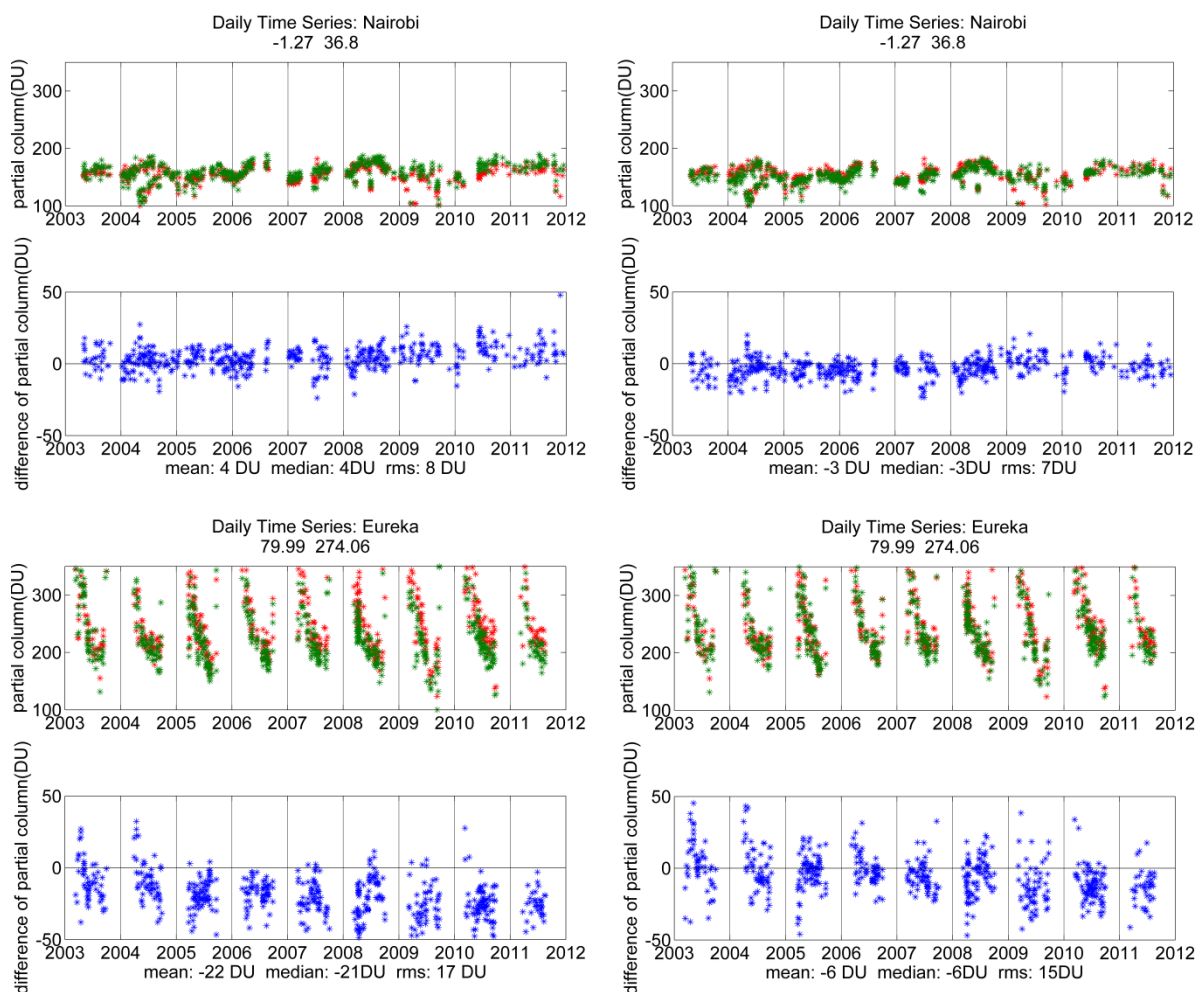 Daily Time Series: Nairobi
-1.27 36.8
partial column(DU)
300
200
100
2003 2004 2005 2006 2007 2008 2009 2010 2011 2012
difference of partial column(DU)
50
0
-50
2003 2004 2005 2006 2007 2008 2009 2010 2011 2012
mean: 4 DU median: 4DU rms: 8 DU
Daily Time Series: Nairobi
-1.27 36.8
partial column(DU)
300
200
100
2003 2004 2005 2006 2007 2008 2009 2010 2011 2012
difference of partial column(DU)
50
0
-50
2003 2004 2005 2006 2007 2008 2009 2010 2011 2012
mean: -3 DU median: -3DU rms: 7DU
Daily Time Series: Eureka
79.99 274.06
partial column(DU)
300
200
100
2003 2004 2005 2006 2007 2008 2009 2010 2011 2012
difference of partial column(DU)
50
0
-50
2003 2004 2005 2006 2007 2008 2009 2010 2011 2012
mean: -22 DU median: -21DU rms: 17 DU
Daily Time Series: Eureka
79.99 274.06
partial column(DU)
300
200
100
2003 2004 2005 2006 2007 2008 2009 2010 2011 2012
difference of partial column(DU)
50
0
-50
2003 2004 2005 2006 2007 2008 2009 2010 2011 2012
mean: -6 DU median: -6DU rms: 15DU